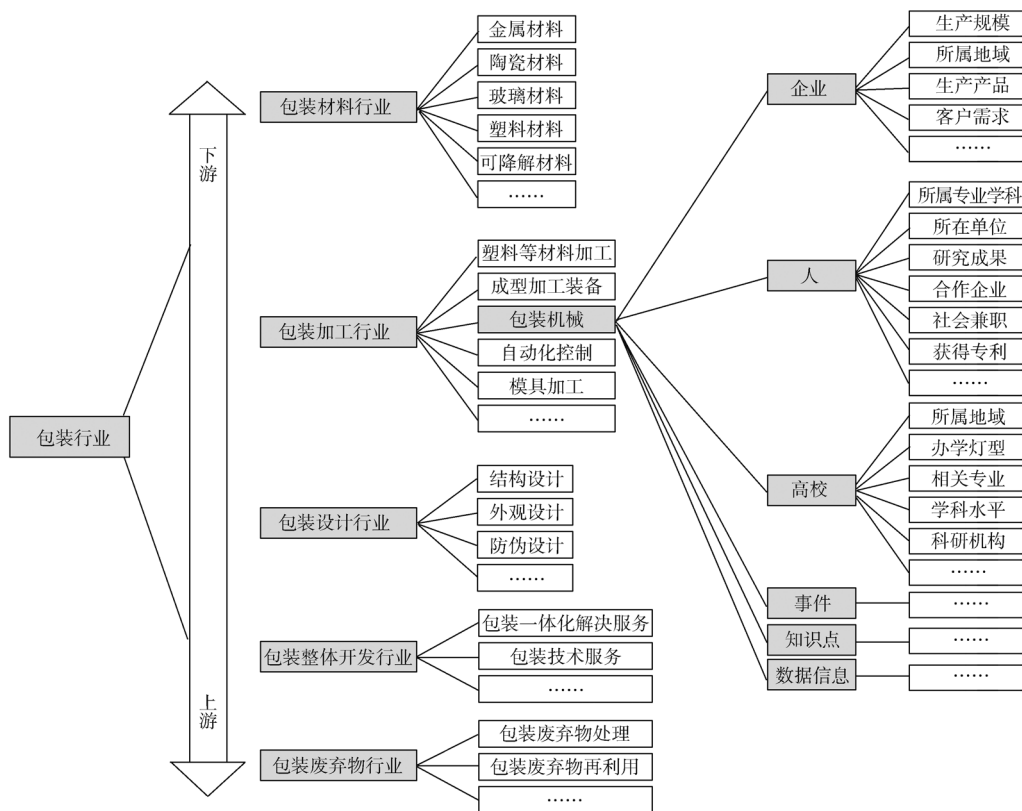 包装行业
下游
上游
包装材料行业
金属材料
陶瓷材料
玻璃材料
塑料材料
可降解材料
……
包装加工行业
塑料等材料加工
成型加工装备
包装机械
自动化控制
模具加工
……
包装设计行业
结构设计
外观设计
防伪设计
……
包装整体开发行业
包装一体化解决服务
包装技术服务
……
包装废弃物行业
包装废弃物处理
包装废弃物再利用
……
企业
生产规模
所属地域
生产产品
客户需求
……
人
所属专业学科
所在单位
研究成果
合作企业
社会兼职
获得专利
……
高校
所属地域
办学灯型
相关专业
学科水平
科研机构
……
事件
……
知识点
……
数据信息
……